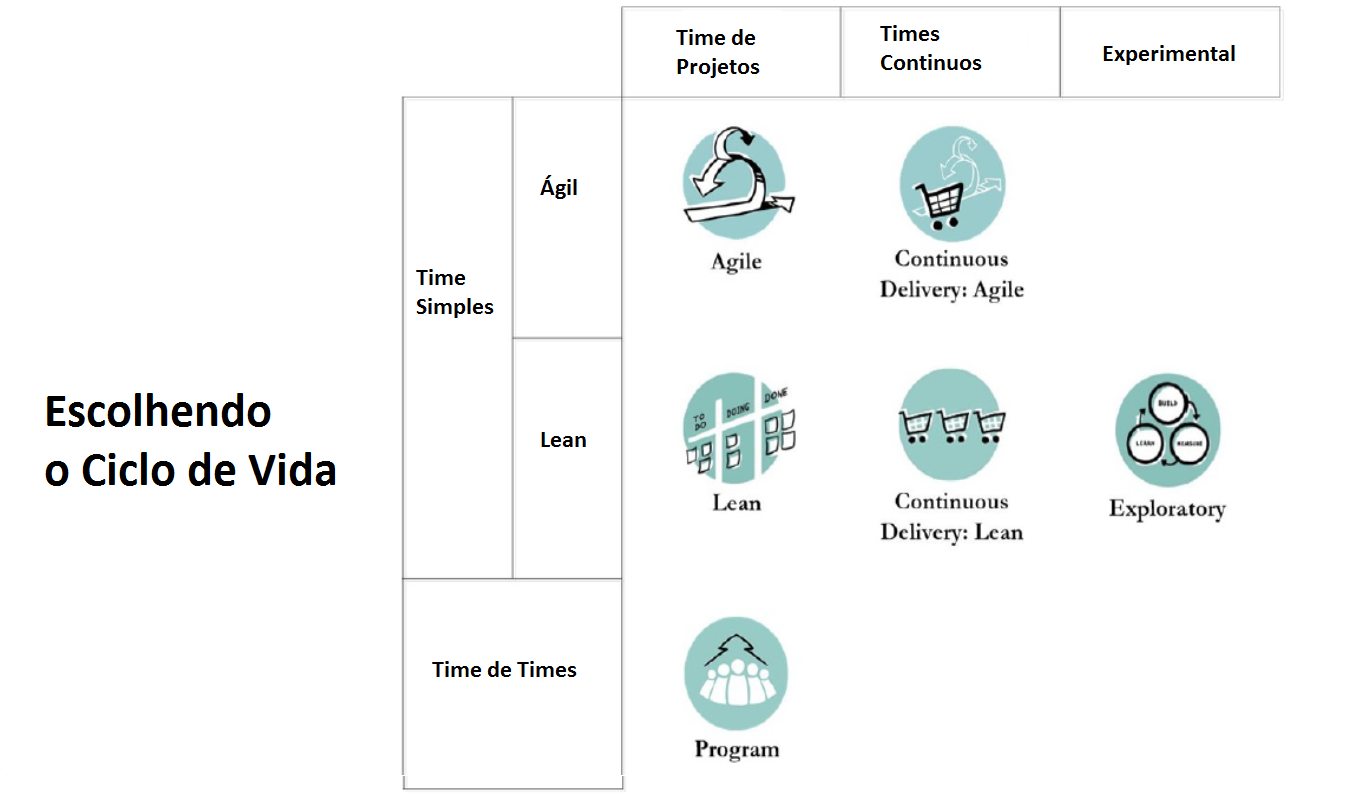 Time de
Projetos
Times
Continuos
Experimental
Time
Simples
Ágil
Agile
Continuous
Delivery: Agile
Escolhendo
o Ciclo de Vida
Lean
TO
DO
DOING
DONE
Lean
Continuous
Delivery: Lean
BUILD
LEARN
MEASURE
Exploratory
Time de Times
Program